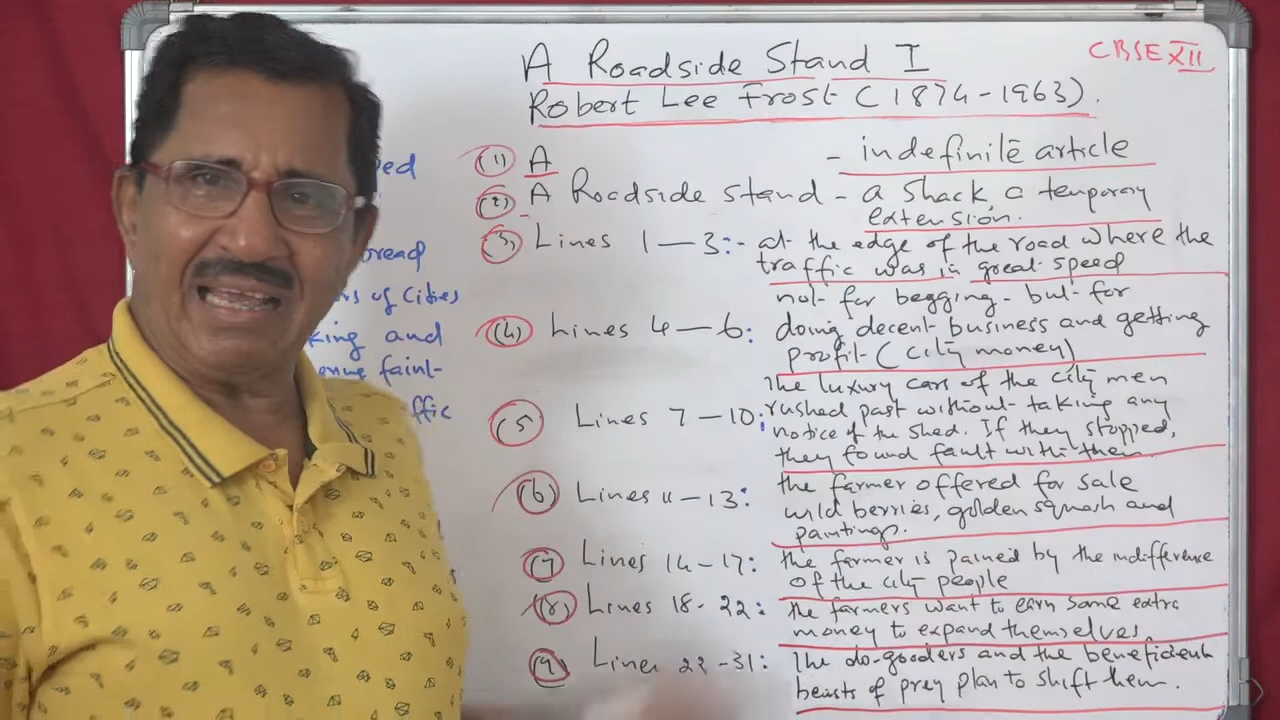 A Roadside Stand I
CBSE XII
Robert Lee Frost (1874-1963).
(1) A - indefinite article
(2) A Roadside stand - a shack, a temporary
extension.
(3) Lines 1-3:- at the edge of the road where the
traffic was in great speed
not for begging but for
(4) Lines 4-6: doing decent business and getting
profit (city money)
The luxury cars of the city men
(5) Lines 7-10: rushed past without taking any
notice of the shed. If they stopped,
they found fault with them.
(6) Lines 11-13: the farmer offered for sale
wild berries, golden squash and
paintings.
(7) Lines 14-17: the farmer is pained by the indifference
of the city people
(8) Lines 18-22: the farmers want to earn some extra
money to expand themselves.
(9) Lines 22-31: The do-gooders and the beneficient
beasts of prey plan to shift them.
read
of Cities
king and
faint-